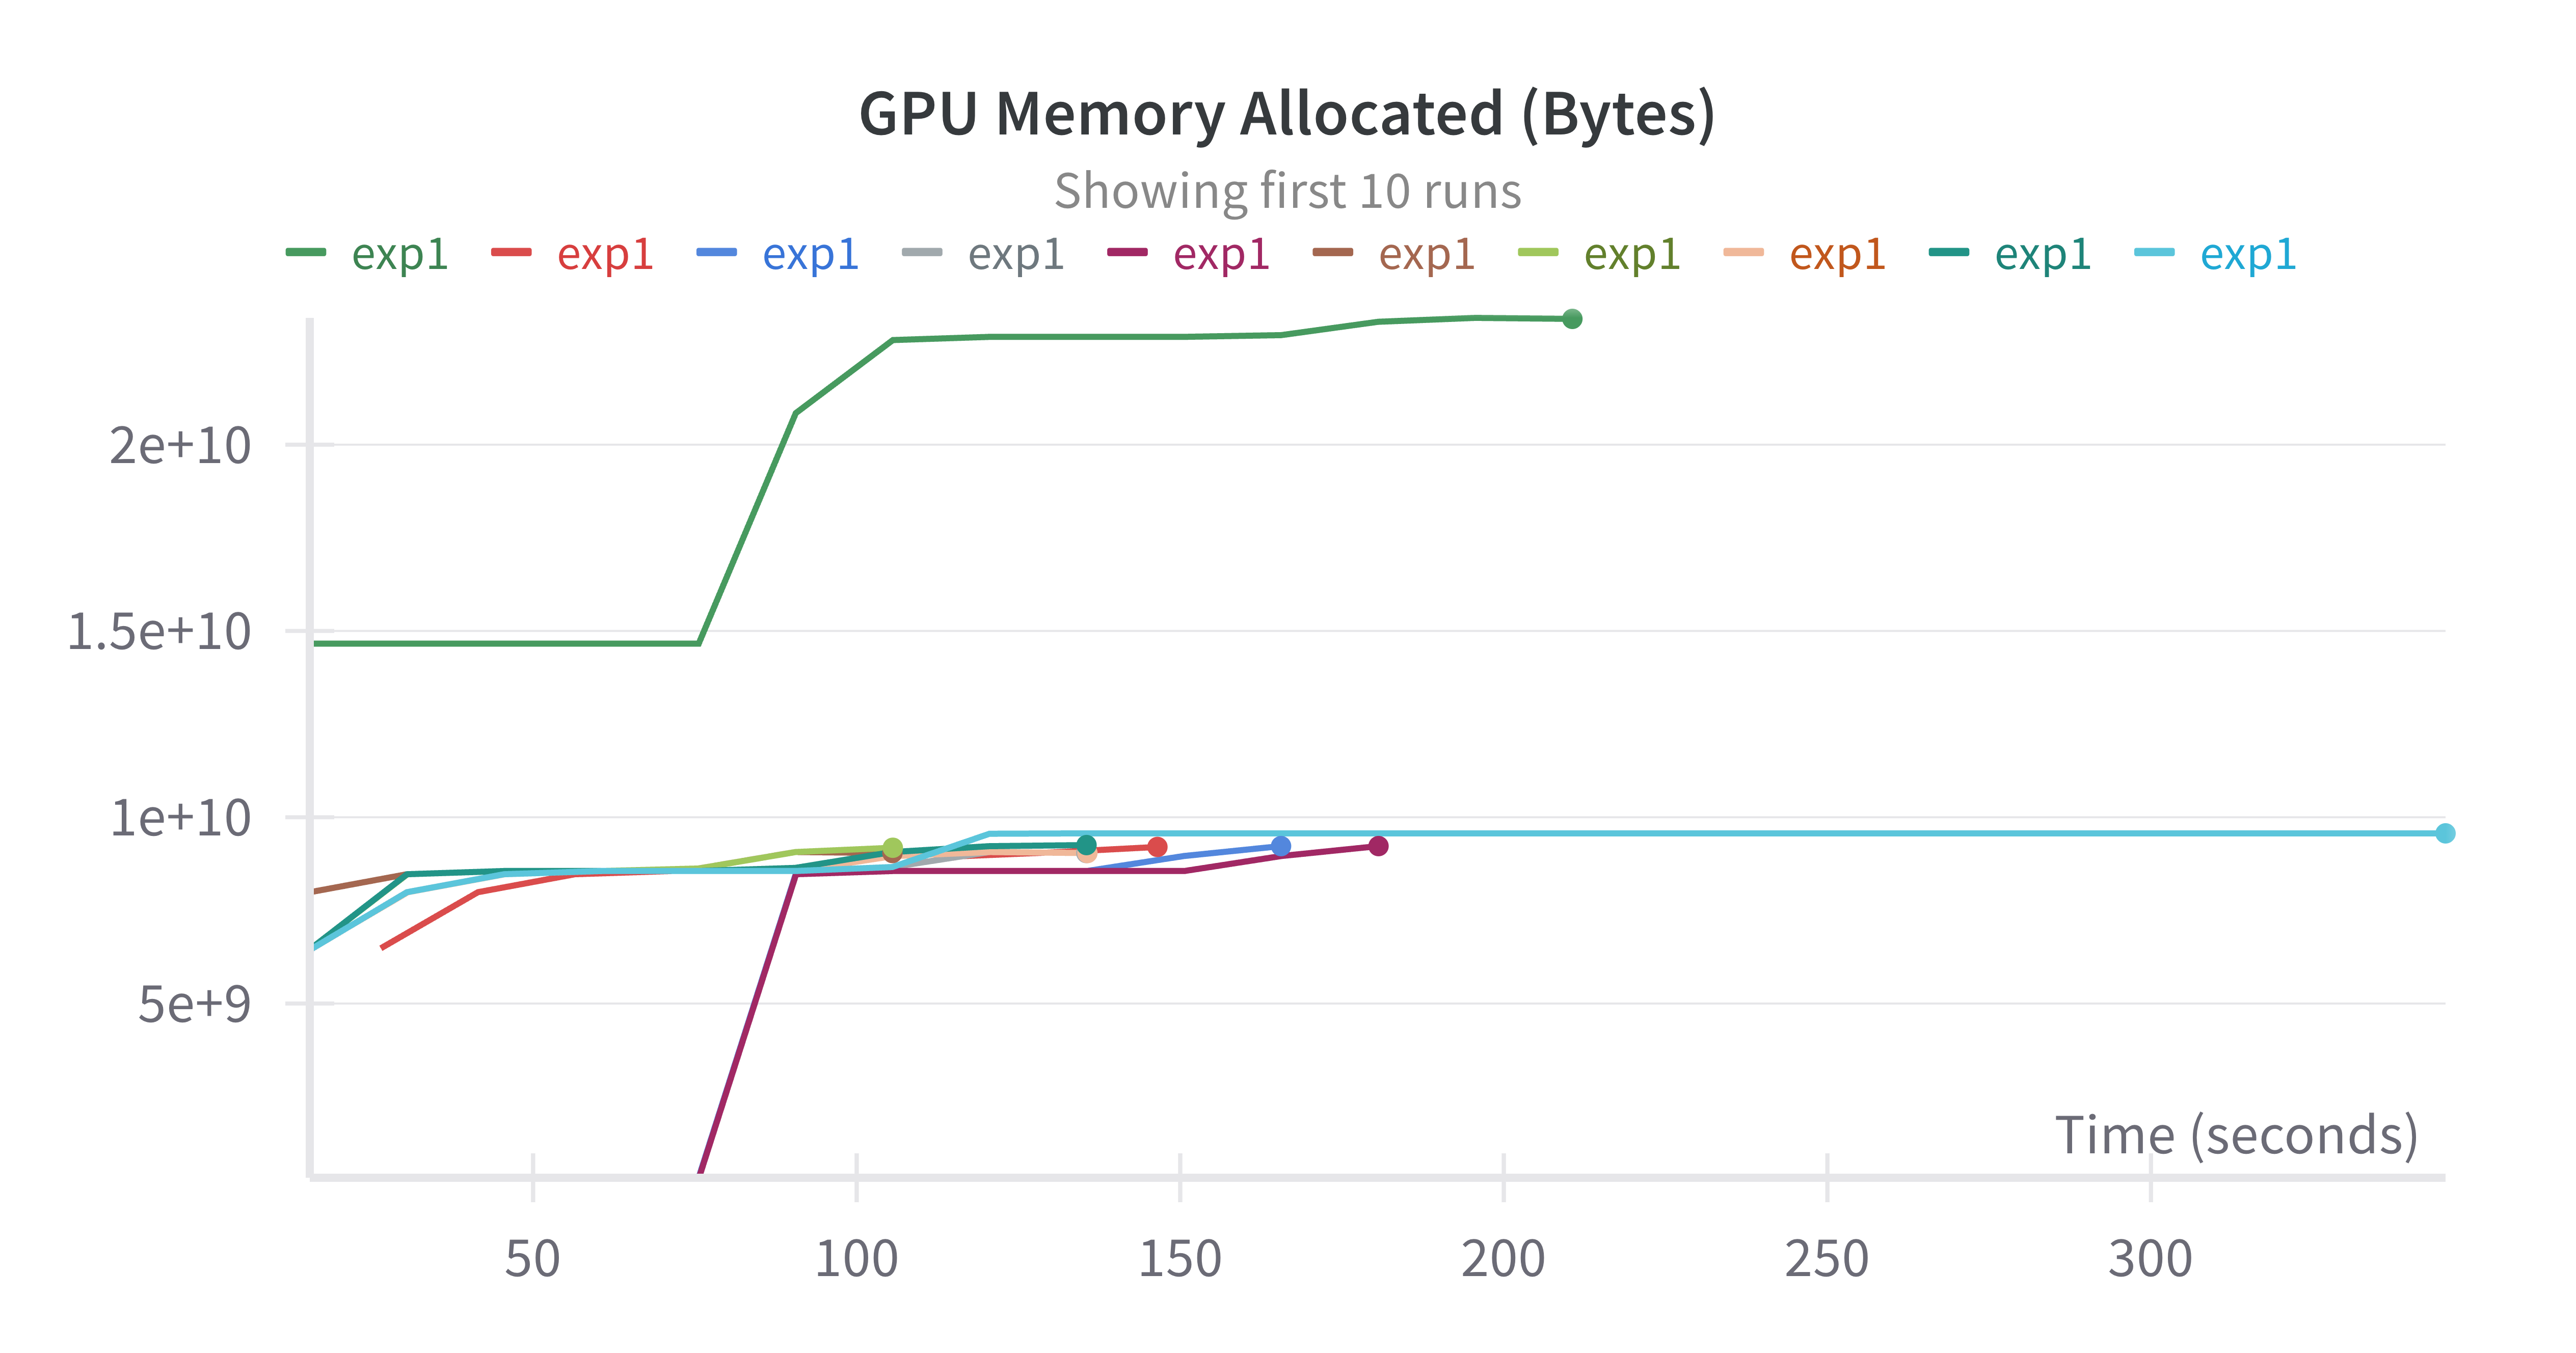 GPU Memory Allocated (Bytes)
Showing first 10 runs
exp1 exp1 exp1 exp1 exp1 exp1 exp1 exp1 exp1 exp1
2e+10
1.5e+10
1e+10
5e+9
Time (seconds)
50 100 150 200 250 300